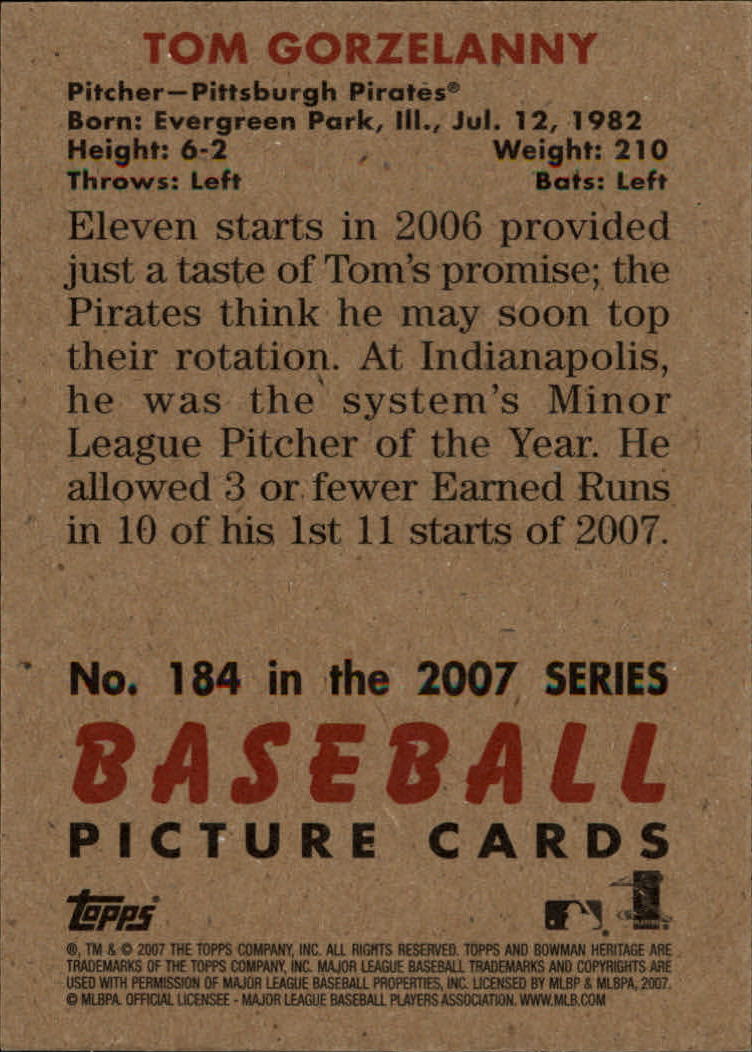 TOM GORZELANNY
Pitcher—Pittsburgh Pirates®
Born: Evergreen Park, Ill., Jul. 12, 1982
Height: 6-2 Weight: 210
Throws: Left Bats: Left
Eleven starts in 2006 provided
just a taste of Tom's promise; the
Pirates think he may soon top
their rotation. At Indianapolis,
he was the system's Minor
League Pitcher of the Year. He
allowed 3 or fewer Earned Runs
in 10 of his 1st 11 starts of 2007.
No. 184 in the 2007 SERIES
BASEBALL
PICTURE CARDS
Topps
®, TM & © 2007 THE TOPPS COMPANY, INC. ALL RIGHTS RESERVED. TOPPS AND BOWMAN HERITAGE ARE
TRADEMARKS OF THE TOPPS COMPANY, INC. MAJOR LEAGUE BASEBALL TRADEMARKS AND COPYRIGHTS ARE
USED WITH PERMISSION OF MAJOR LEAGUE BASEBALL PROPERTIES, INC. LICENSED BY MLBP & MLBPA, 2007.
© MLBPA. OFFICIAL LICENSEE - MAJOR LEAGUE BASEBALL PLAYERS ASSOCIATION. WWW.MLB.COM